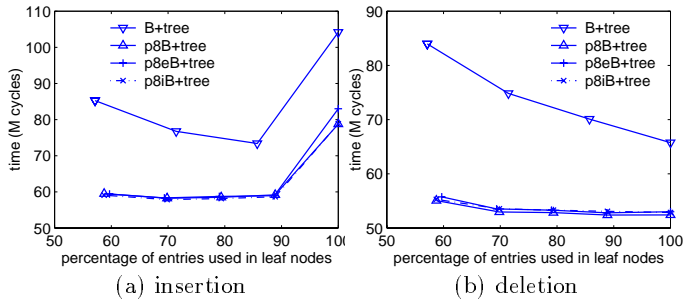 110
100
90
80
70
60
50
time (M cycles)
B+tree
p8B+tree
p8eB+tree
p8iB+tree
50 60 70 80 90 100
percentage of entries used in leaf nodes
(a) insertion
90
80
70
60
50
time (M cycles)
B+tree
p8B+tree
p8eB+tree
p8iB+tree
50 60 70 80 90 100
percentage of entries used in leaf nodes
(b) deletion